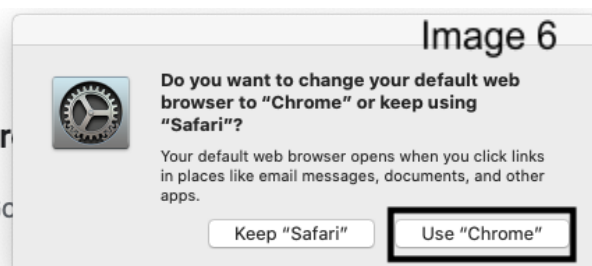 Image 6
Do you want to change your default web
browser to “Chrome” or keep using
“Safari”?
Your default web browser opens when you click links
in places like email messages, documents, and other
apps.
Keep “Safari”
Use “Chrome”